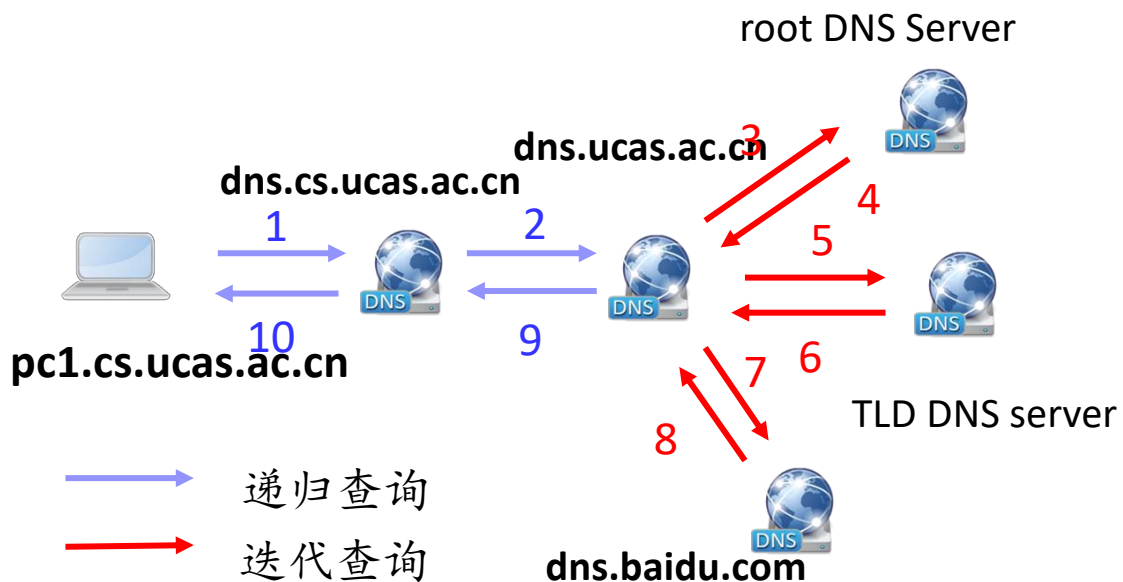 root DNS Server
DNS
dns.ucas.ac.cn
3
4
dns.cs.ucas.ac.cn
1
2
5
DNS
DNS
DNS
10
9
6
pc1.cs.ucas.ac.cn
7
8
TLD DNS server
递归查询
DNS
迭代查询
dns.baidu.com